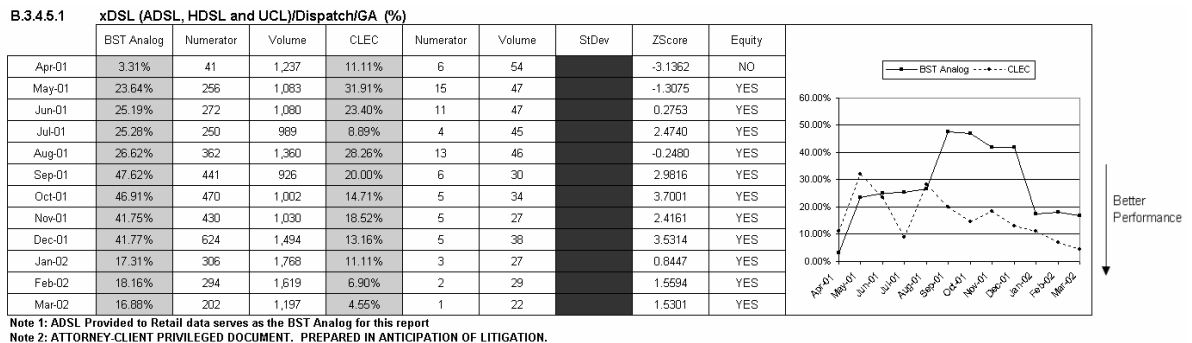 B.3.4.5.1 xDSL (ADSL, HDSL and UCL)/Dispatch/GA (%)
BST Analog Numerator Volume CLEC Numerator Volume StDev ZScore Equity
Apr-01 3.31% 41 1,237 11.11% 6 54 -3.1362 NO
May-01 23.64% 256 1,083 31.91% 15 47 -1.3075 YES
Jun-01 25.19% 272 1,080 23.40% 11 47 0.2753 YES
Jul-01 25.28% 250 989 8.89% 4 45 2.4740 YES
Aug-01 26.62% 362 1,360 28.26% 13 46 -0.2480 YES
Sep-01 47.62% 441 926 20.00% 6 30 2.9816 YES
Oct-01 46.91% 470 1,002 14.71% 5 34 3.7001 YES
Nov-01 41.75% 430 1,030 18.52% 5 27 2.4161 YES
Dec-01 41.77% 624 1,494 13.16% 5 38 3.5314 YES
Jan-02 17.31% 306 1,768 11.11% 3 27 0.8447 YES
Feb-02 18.16% 294 1,619 6.90% 2 29 1.5594 YES
Mar-02 16.88% 202 1,197 4.55% 1 22 1.5301 YES
BST Analog CLEC
60.00%
50.00%
40.00%
30.00%
20.00%
10.00%
0.00%
Apr-01 May-01 Jun-01 Jul-01 Aug-01 Sep-01 Oct-01 Nov-01 Dec-01 Jan-02 Feb-02 Mar-02
Better
Performance
Note 1: ADSL Provided to Retail data serves as the BST Analog for this report
Note 2: ATTORNEY-CLIENT PRIVILEGED DOCUMENT. PREPARED IN ANTICIPATION OF LITIGATION.